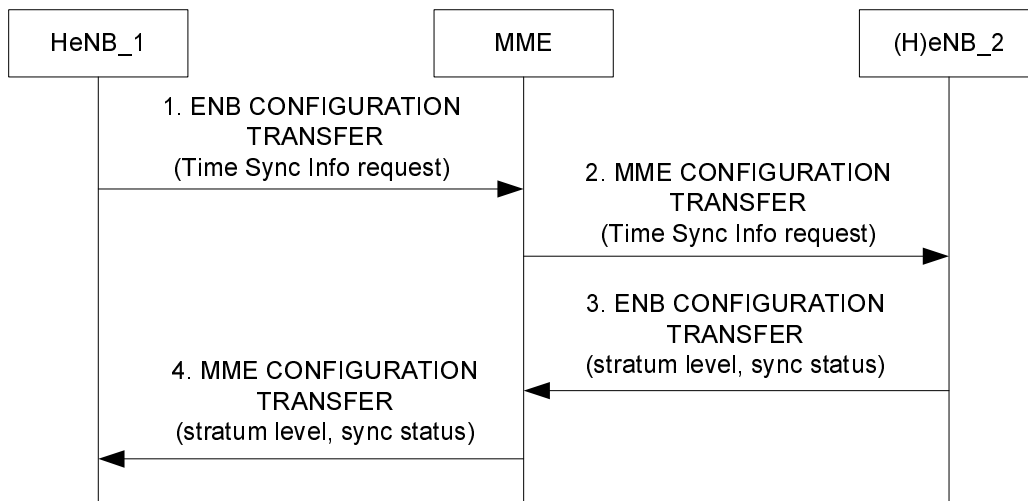 HeNB_1
MME
(H)eNB_2
1. ENB CONFIGURATION
TRANSFER
(Time Sync Info request)
2. MME CONFIGURATION
TRANSFER
(Time Sync Info request)
3. ENB CONFIGURATION
TRANSFER
(stratum level, sync status)
4. MME CONFIGURATION
TRANSFER
(stratum level, sync status)